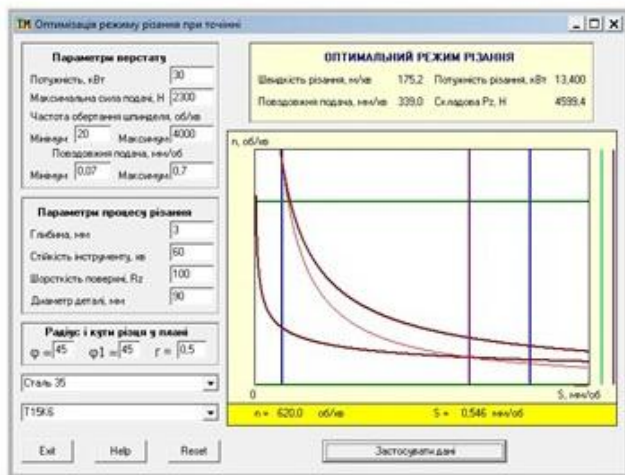 ТМ Оптимізація режиму різання при точінні
Параметри верстату
Потужність, кВт 30
Максимальна сила подачі, Н 2300
Частота обертання шпинделя, об/хв
Минимум 20 Максимум 4000
Повздовжня подача, мм/об
Минимум 0,07 Максимум 0,7
Параметри процесу різання
Глибина, мм 3
Стійкість інструменту, хв 60
Шорсткість поверхні, Rz 100
Диаметр деталі, мм 90
Радіус і кути різця у плані
φ = 45 φ1 = 45 r = 0,5
Сталь 35
Т15К6
Exit Help Reset
ОПТИМАЛЬНИЙ РЕЖИМ РІЗАННЯ
Швидкість різання, м/хв 175,2 Потужність різання, кВт 13,400
Повздовжня подача, мм/хв 339,0 Складова Pz, Н 4599,4
n, об/хв
0 S, мм/об
n = 620,0 об/хв S = 0,546 мм/об
Застосувати дані